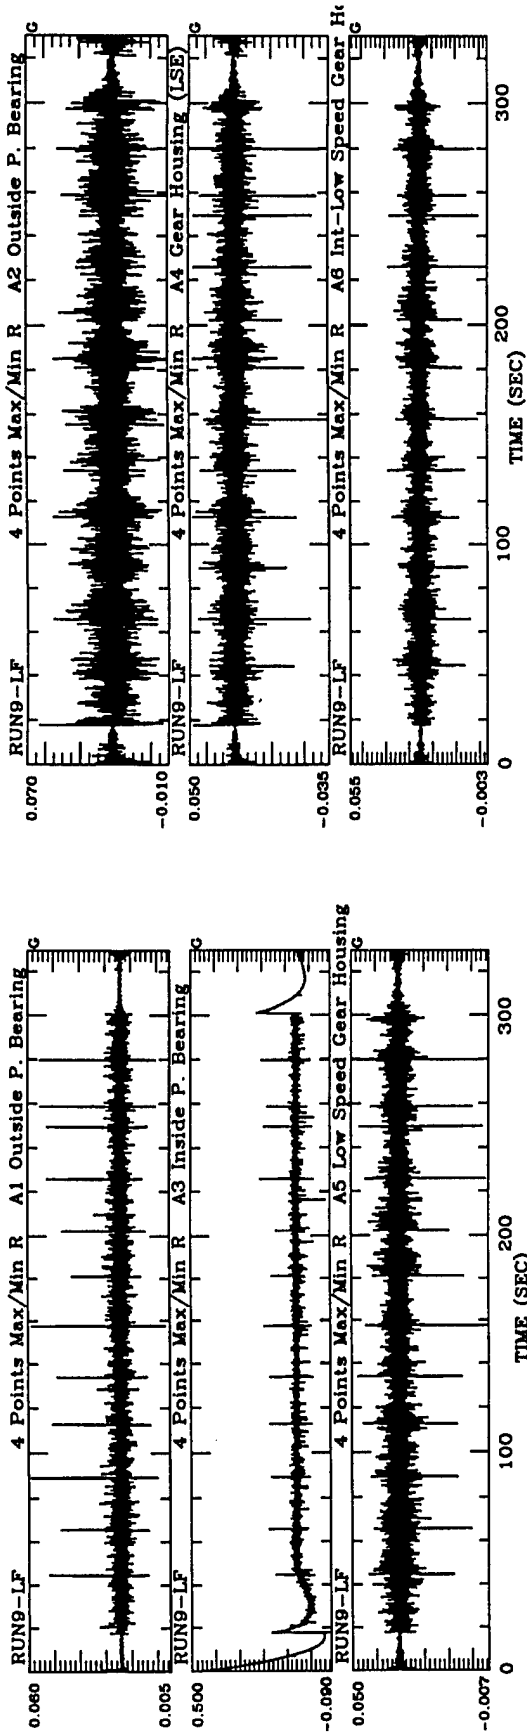 RUN9-LF 4 Points Max/Min R A1 Outside P. Bearing
0.060
0.005
G
RUN9-LF 4 Points Max/Min R A3 Inside P. Bearing
0.500
-0.090
G
RUN9-LF 4 Points Max/Min R A5 Low Speed Gear Housing
0.050
-0.007
G
0 100 200 300
TIME (SEC)
RUN9-LF 4 Points Max/Min R A2 Outside P. Bearing
0.070
-0.010
G
RUN9-LF 4 Points Max/Min R A4 Gear Housing (LSE)
0.050
-0.035
G
RUN9-LF 4 Points Max/Min R A6 Int-Low Speed Gear Ho
0.055
-0.003
G
0 100 200 300
TIME (SEC)